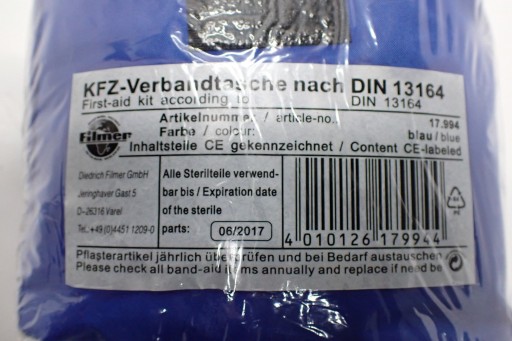 KFZ-Verbandtasche nach DIN 13164
First-aid kit according to DIN 13164
Artikelnummer / article-no.: 17.994
Farbe / colour: blau / blue
Inhaltsteile CE gekennzeichnet / Content CE-labeled
Filmer
Diedrich Filmer GmbH
Jeringhaver Gast 5
D-26316 Varel
Tel.: +49 (0)4451 1209-0
Alle Sterilteile verwend-
bar bis / Expiration date
of the sterile
parts: 06/2017
4 010126 179944
Pflasterartikel jährlich überprüfen und bei Bedarf austauschen
Please check all band-aid items annually and replace if need be